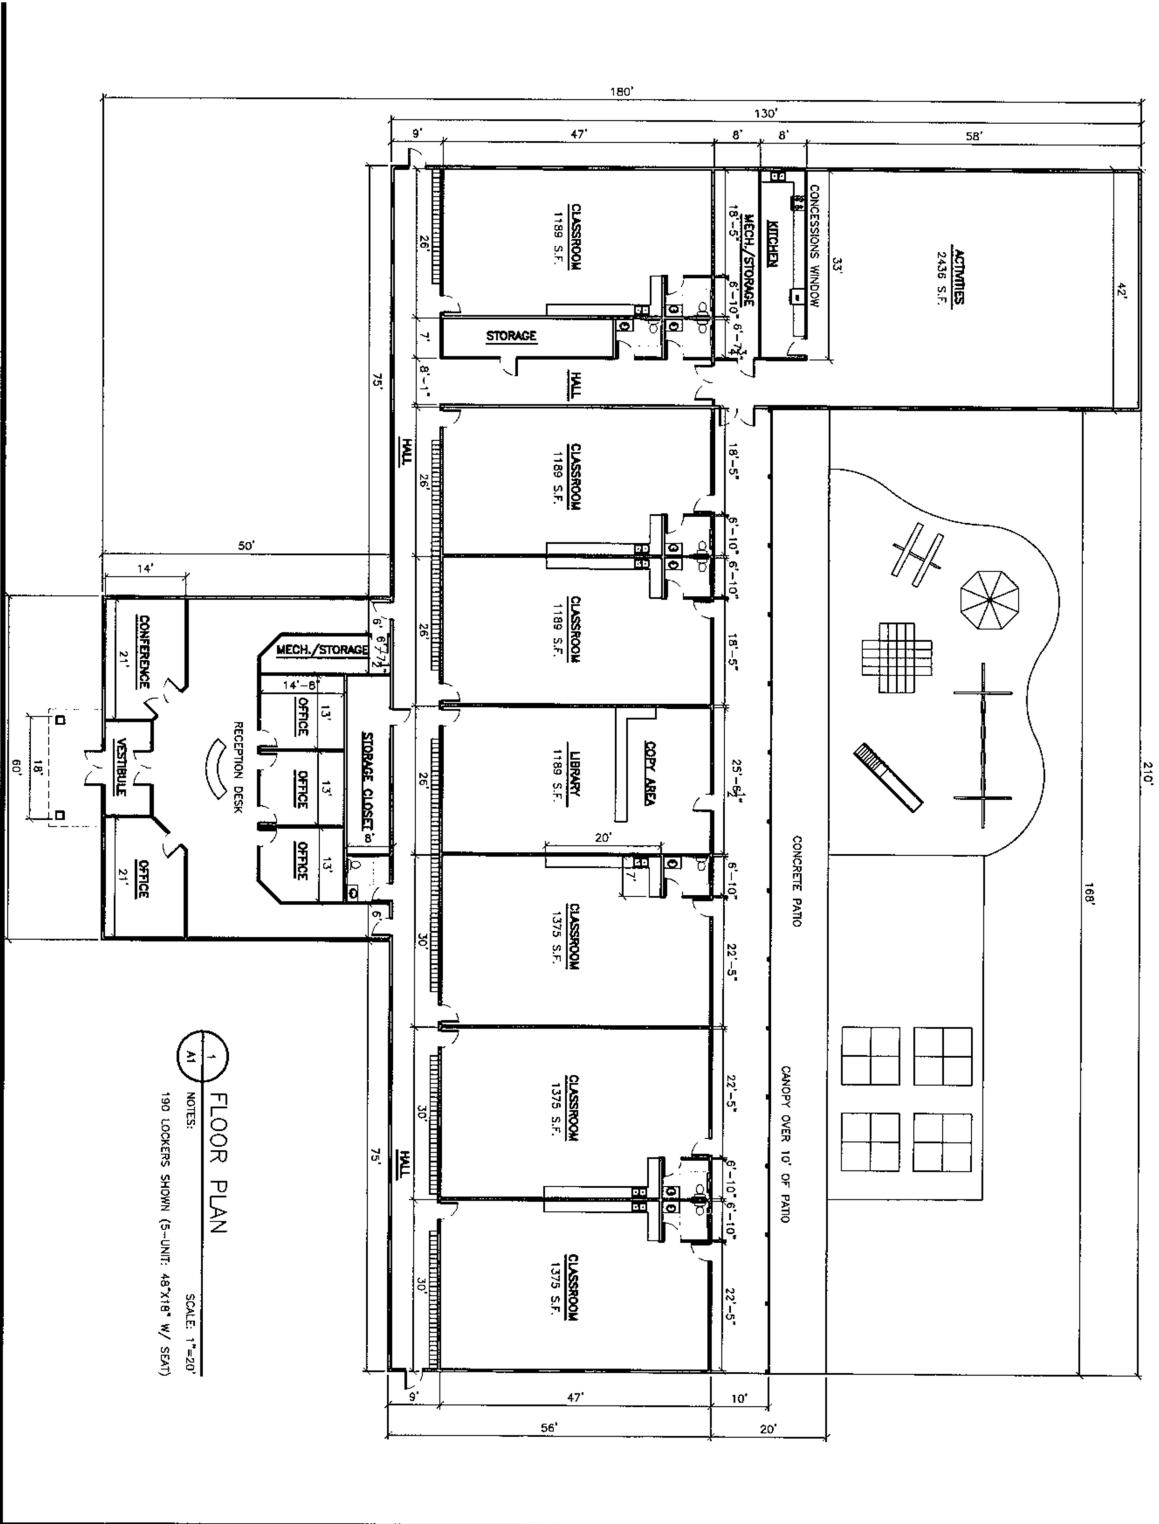 180'
130'
9'
47'
8'
8'
58'
CLASSROOM
1189 S.F.
18'-5"
MECH./STORAGE
KITCHEN
CONCESSIONS WINDOW
33'
ACTIVITIES
2436 S.F.
42'
26'
6'-10"
7'
STORAGE
8'-1"
HALL
75'
HALL
26'
CLASSROOM
1189 S.F.
18'-5"
6'-10"
6'-10"
CLASSROOM
1189 S.F.
26'
18'-5"
50'
14'
CONFERENCE
21'
6'
MECH./STORAGE
14'-8"
13'
OFFICE
13'
OFFICE
13'
OFFICE
STORAGE CLOSET
8'
6'
RECEPTION DESK
VESTIBULE
18'
60'
OFFICE
21'
26'
LIBRARY
1189 S.F.
COPY AREA
25'-6½"
20'
7'
6'-10"
30'
CLASSROOM
1375 S.F.
22'-5"
CONCRETE PATIO
210'
168'
30'
CLASSROOM
1375 S.F.
22'-5"
CANOPY OVER 10' OF PATIO
6'-10"
6'-10"
75'
HALL
30'
CLASSROOM
1375 S.F.
22'-5"
9'
47'
10'
56'
20'
1
A1
FLOOR PLAN
NOTES:
SCALE: 1"=20'
190 LOCKERS SHOWN (5-UNIT: 48"X18" W/ SEAT)